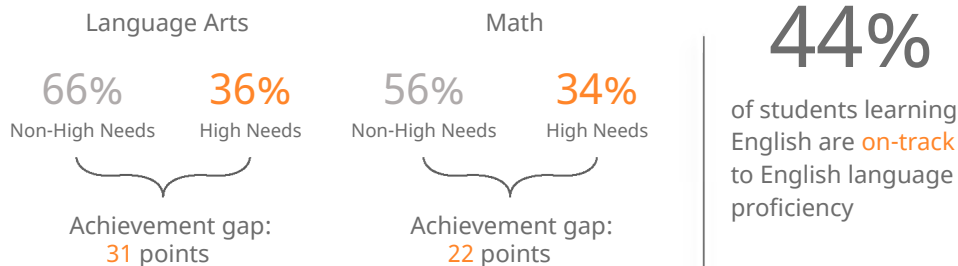 Language Arts
66% 36%
Non-High Needs High Needs
Achievement gap:
31 points
Math
56% 34%
Non-High Needs High Needs
Achievement gap:
22 points
44%
of students learning
English are on-track
to English language
proficiency